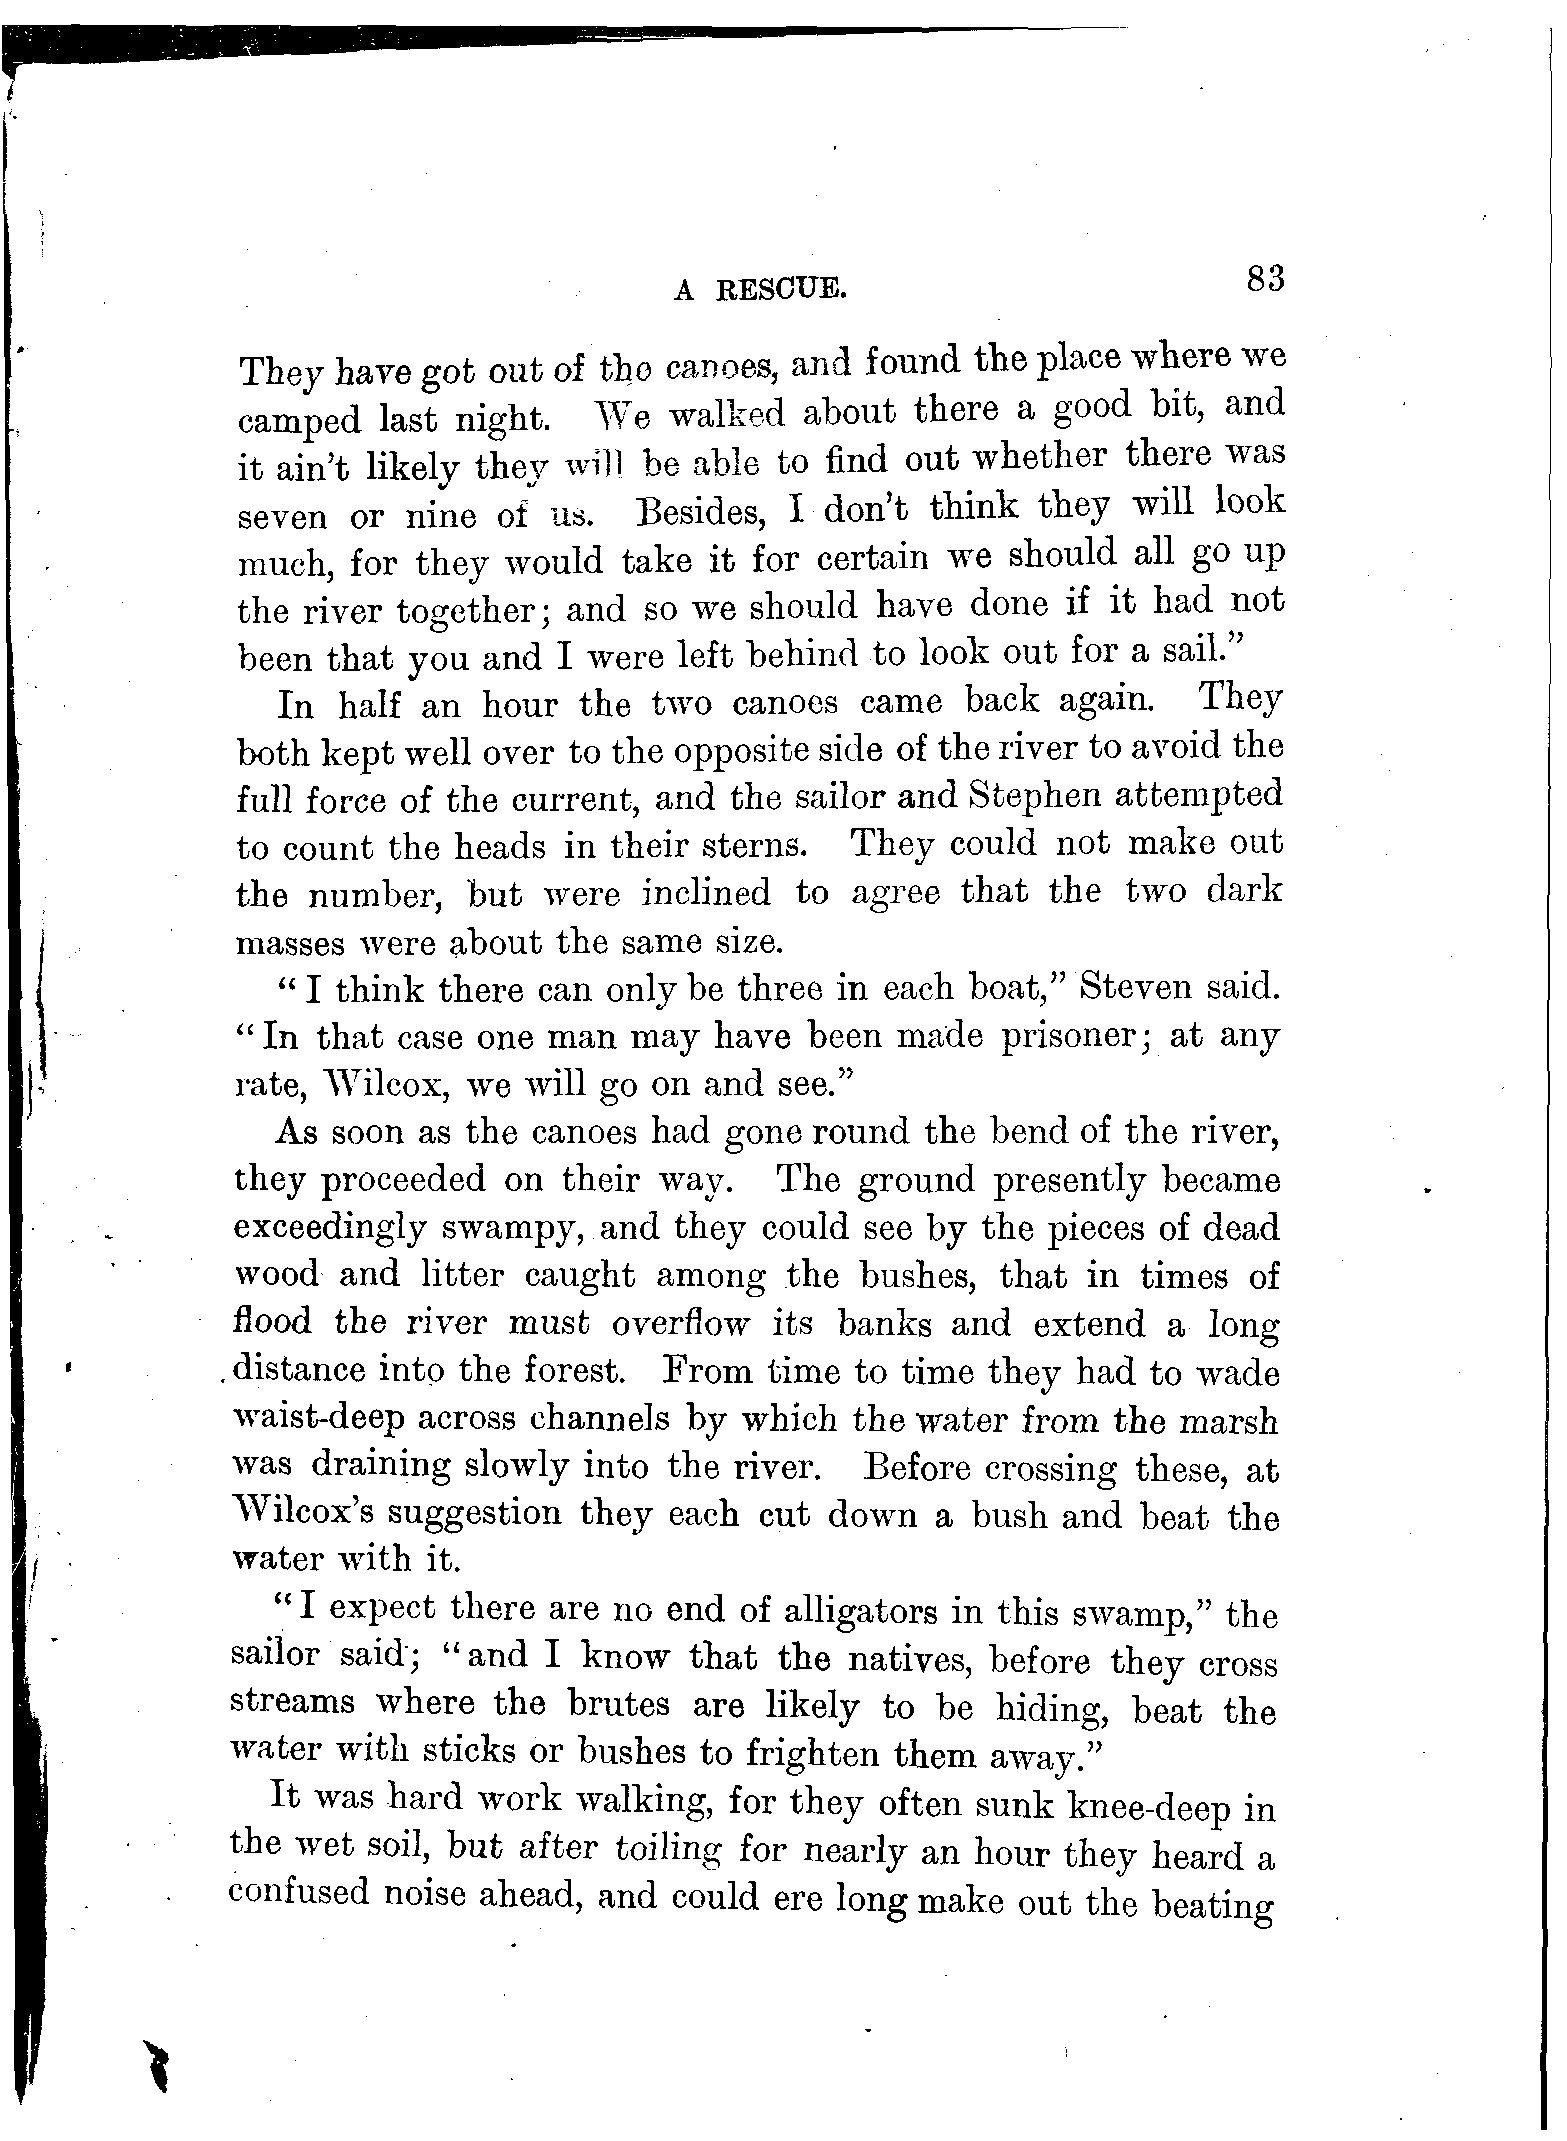 A RESCUE. 83
They have got out of the canoes, and found the place where we
camped last night. We walked about there a good bit, and
it ain't likely they will be able to find out whether there was
seven or nine of us. Besides, I don't think they will look
much, for they would take it for certain we should all go up
the river together; and so we should have done if it had not
been that you and I were left behind to look out for a sail."
In half an hour the two canoes came back again. They
both kept well over to the opposite side of the river to avoid the
full force of the current, and the sailor and Stephen attempted
to count the heads in their sterns. They could not make out
the number, but were inclined to agree that the two dark
masses were about the same size.
"I think there can only be three in each boat," Steven said.
"In that case one man may have been made prisoner; at any
rate, Wilcox, we will go on and see."
As soon as the canoes had gone round the bend of the river,
they proceeded on their way. The ground presently became
exceedingly swampy, and they could see by the pieces of dead
wood and litter caught among the bushes, that in times of
flood the river must overflow its banks and extend a long
distance into the forest. From time to time they had to wade
waist-deep across channels by which the water from the marsh
was draining slowly into the river. Before crossing these, at
Wilcox's suggestion they each cut down a bush and beat the
water with it.
"I expect there are no end of alligators in this swamp," the
sailor said; "and I know that the natives, before they cross
streams where the brutes are likely to be hiding, beat the
water with sticks or bushes to frighten them away."
It was hard work walking, for they often sunk knee-deep in
the wet soil, but after toiling for nearly an hour they heard a
confused noise ahead, and could ere long make out the beating